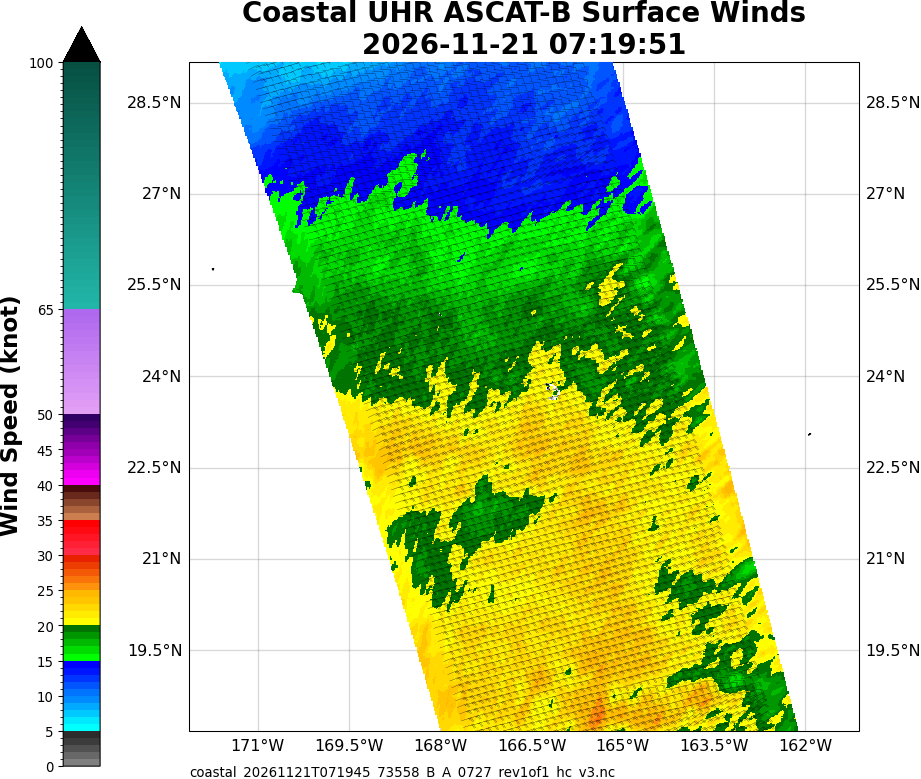 Coastal UHR ASCAT-B Surface Winds
2026-11-21 07:19:51
100
65
50
45
40
35
30
25
20
15
10
5
0
Wind Speed (knot)
28.5°N
27°N
25.5°N
24°N
22.5°N
21°N
19.5°N
28.5°N
27°N
25.5°N
24°N
22.5°N
21°N
19.5°N
171°W 169.5°W 168°W 166.5°W 165°W 163.5°W 162°W
coastal_20261121T071945_73558_B_A_0727_rev1of1_hc_v3.nc